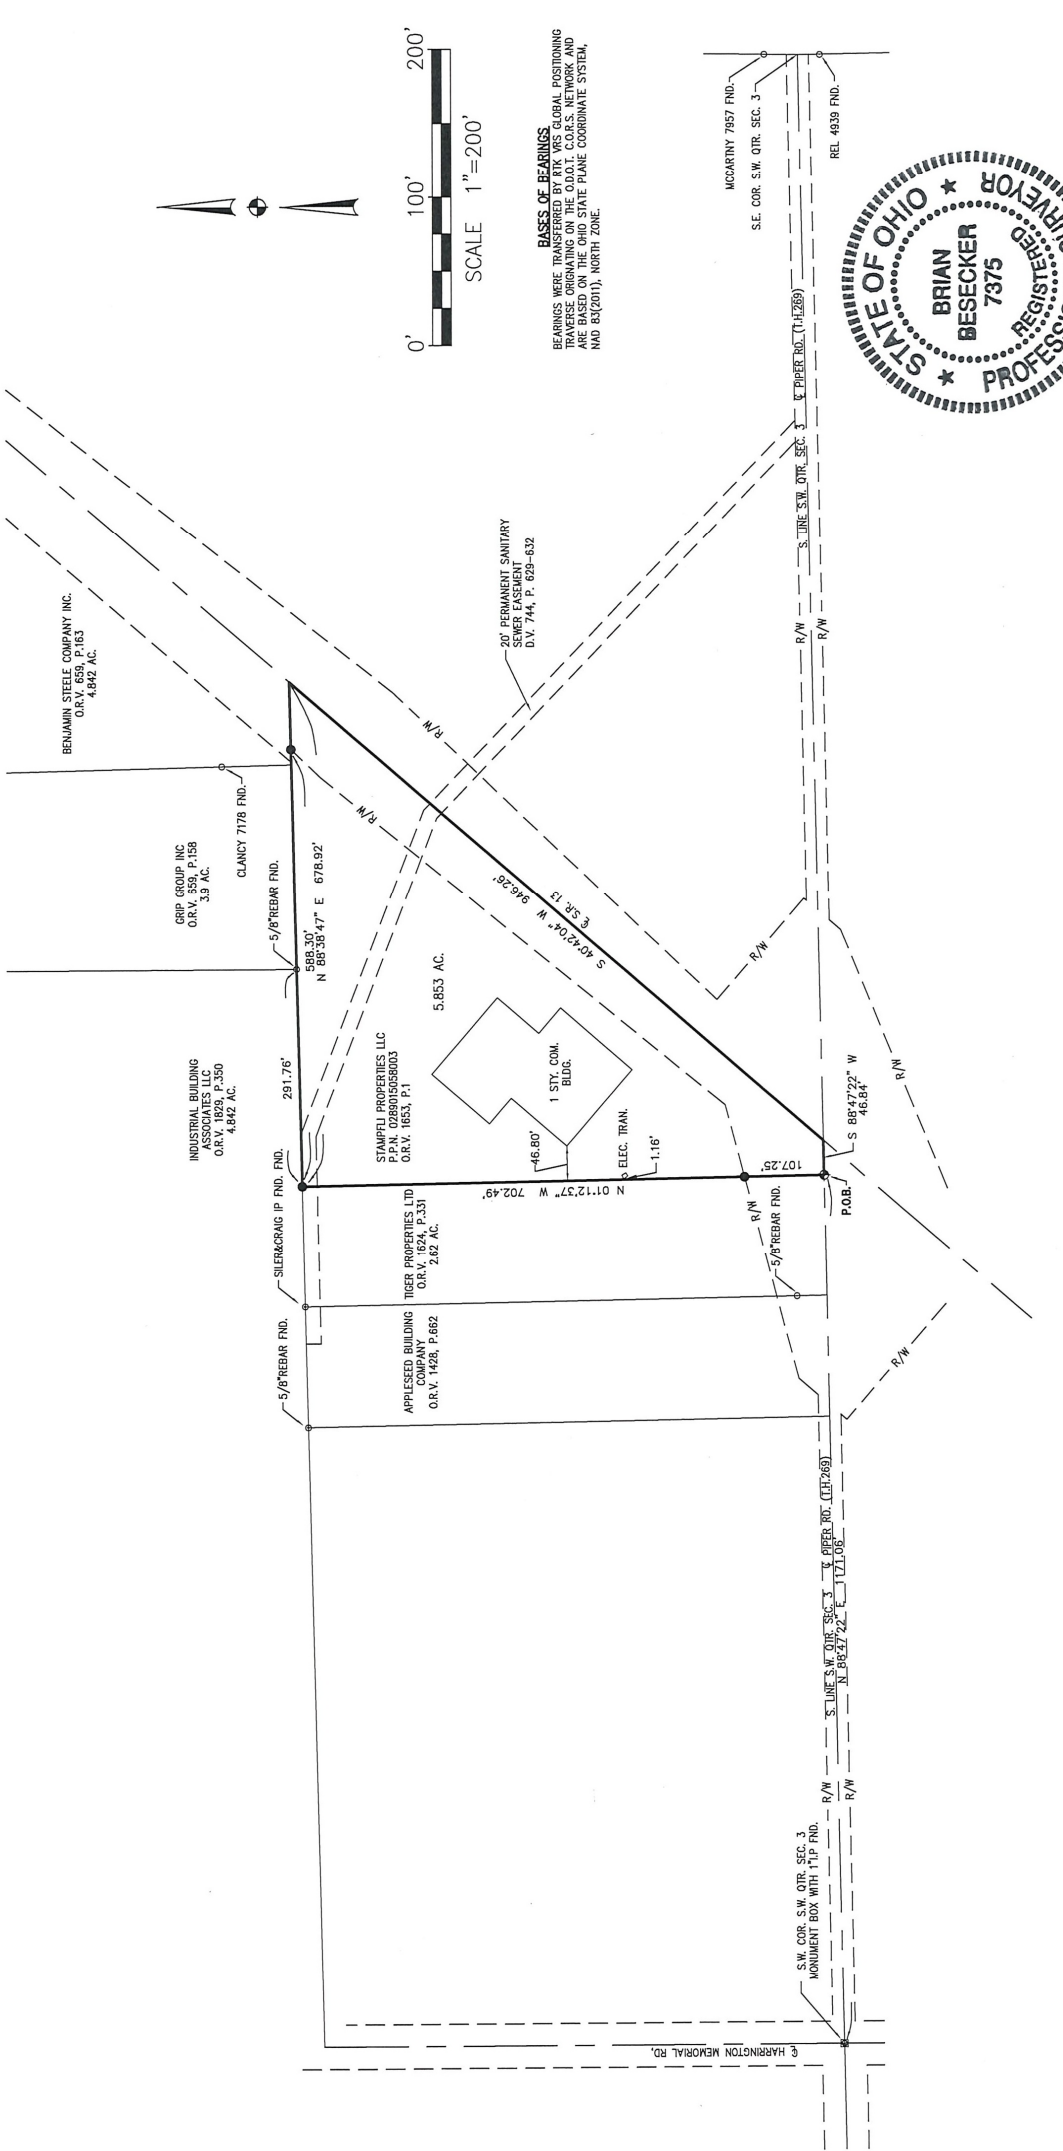 BENJAMIN STEELE COMPANY INC.
O.R.V. 659, P.163
4.842 AC.
GRIP GROUP INC
O.R.V. 659, P.158
3.9 AC.
CLANCY 7178 FND.
INDUSTRIAL BUILDING
ASSOCIATES LLC
O.R.V. 1829, P.350
4.842 AC.
5/8"REBAR FND.
291.76'
588.30'
N 88°38'47" E 678.92'
SILER&CRAIG IP FND. FND.
5/8"REBAR FND.
APPLESEED BUILDING
COMPANY
O.R.V. 1428, P.662
TIGER PROPERTIES LTD
O.R.V. 1624, P.331
2.62 AC.
STAMPFLI PROPERTIES LLC
P.P.N. 0289015058003
O.R.V. 1653, P.1
5.853 AC.
1 STY. COM.
BLDG.
46.80'
ELEC. TRAN.
1.16'
N 01°12'37" W 702.49'
107.25'
S 40°42'04" W 946.26'
℄ S.R. 13
R/W
R/W
20' PERMANENT SANITARY
SEWER EASEMENT
D.V. 744, P. 629-632
R/W
R/W
5/8"REBAR FND.
P.O.B.
S 88°47'22" W
46.84'
R/W
R/W
R/W
R/W
S. LINE S.W. QTR. SEC. 3
℄ PIPER RD. (T.H.269)
S. LINE S.W. QTR. SEC. 3
℄ PIPER RD. (T.H.269)
N 88°47'22" E 1171.06'
R/W
R/W
S.W. COR. S.W. QTR. SEC. 3
MONUMENT BOX WITH 1"I.P FND.
℄ HARRINGTON MEMORIAL RD.
0'
100'
200'
SCALE 1"=200'
BASES OF BEARINGS
BEARINGS WERE TRANSFERRED BY RTK VRS GLOBAL POSITIONING
TRAVERSE ORIGNATING ON THE O.D.O.T. C.O.R.S. NETWORK AND
ARE BASED ON THE OHIO STATE PLANE COORDINATE SYSTEM,
NAD 83(2011), NORTH ZONE.
MCCARTNY 7957 FND.
S.E. COR. S.W. QTR. SEC. 3
REL 4939 FND.
STATE OF OHIO
BRIAN
BESECKER
7375
REGISTERED